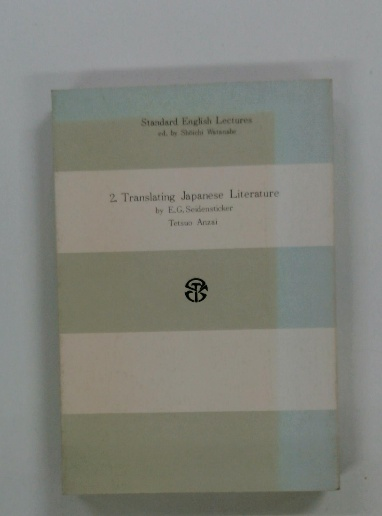 Standard English Lectures
ed. by Shōichi Watanabe
2. Translating Japanese Literature
by E.G. Seidensticker
Tetsuo Anzai